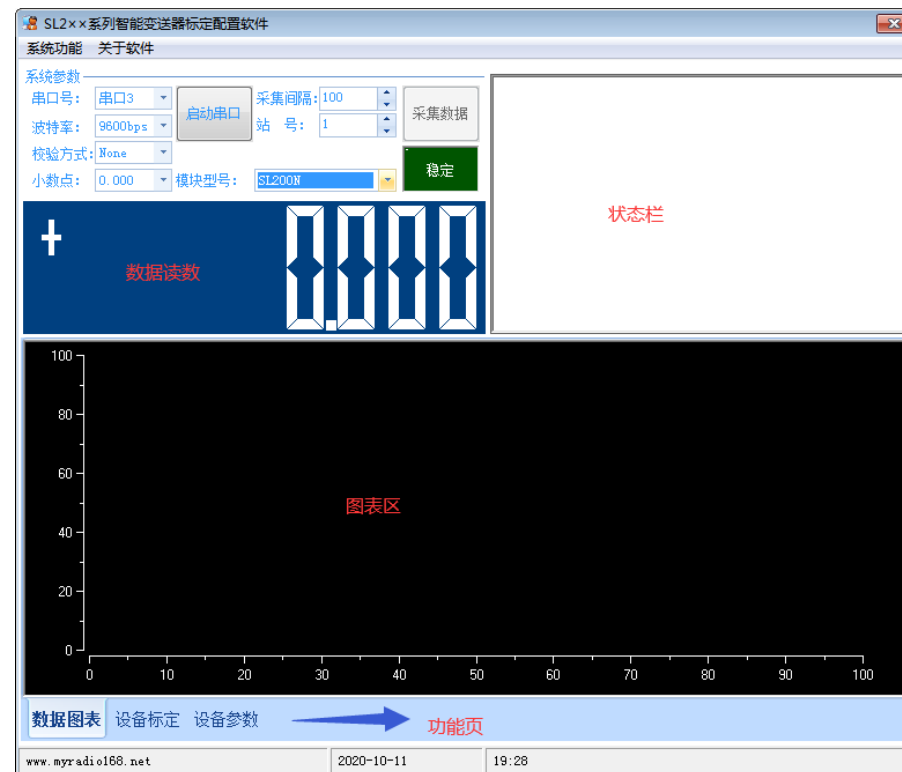 SL2××系列智能变送器标定配置软件
系统功能 关于软件
系统参数
串口号: 串口3 启动串口 采集间隔: 100 采集数据
波特率: 9600bps 站 号: 1
校验方式: None
小数点: 0.000 模块型号: SL200N 稳定
+ 0.000
数据读数
状态栏
100
80
60
40
20
0
图表区
0 10 20 30 40 50 60 70 80 90 100
数据图表 设备标定 设备参数 功能页
www.myradio168.net 2020-10-11 19:28